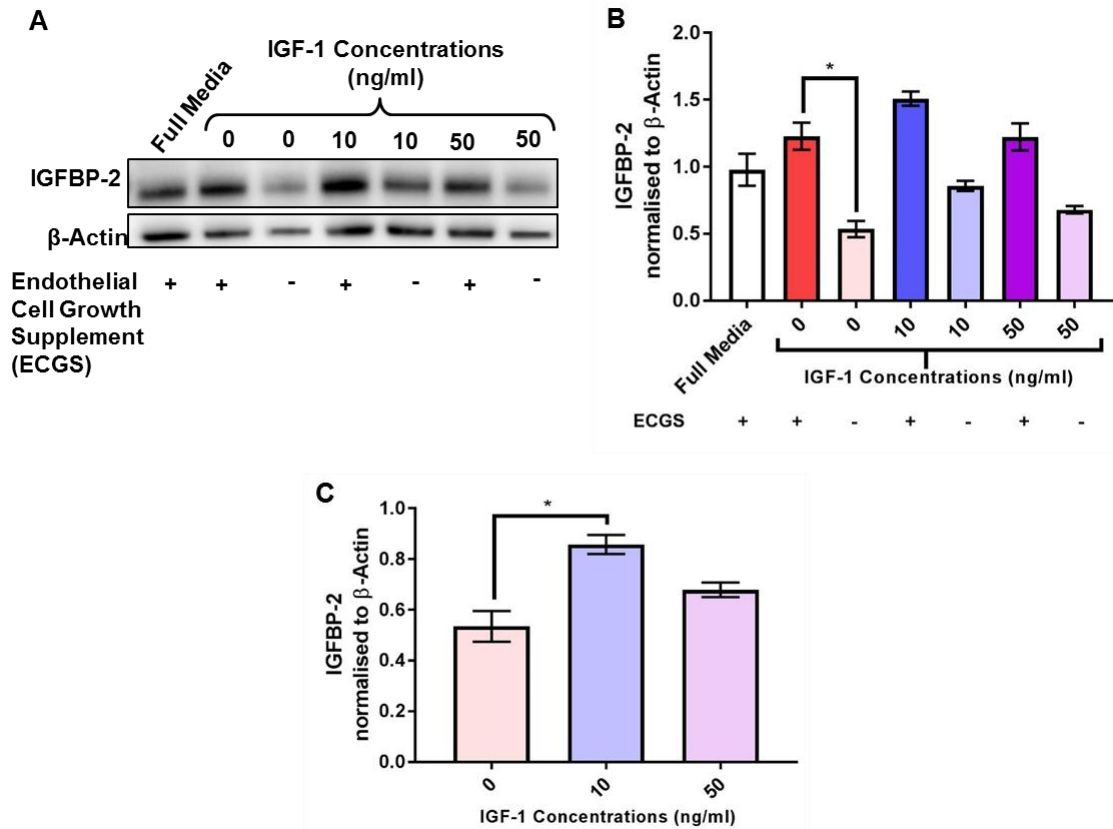 A
IGF-1 Concentrations
(ng/ml)
Full Media
0 0 10 10 50 50
IGFBP-2
β-Actin
Endothelial + + - + - + -
Cell Growth
Supplement
(ECGS)
B
IGFBP-2
normalised to β-Actin
2.0
1.5
1.0
0.5
0.0
*
Full Media 0 0 10 10 50 50
IGF-1 Concentrations (ng/ml)
ECGS + + - + - + -
C
IGFBP-2
normalised to β-Actin
1.0
0.8
0.6
0.4
0.2
0.0
*
0 10 50
IGF-1 Concentrations (ng/ml)